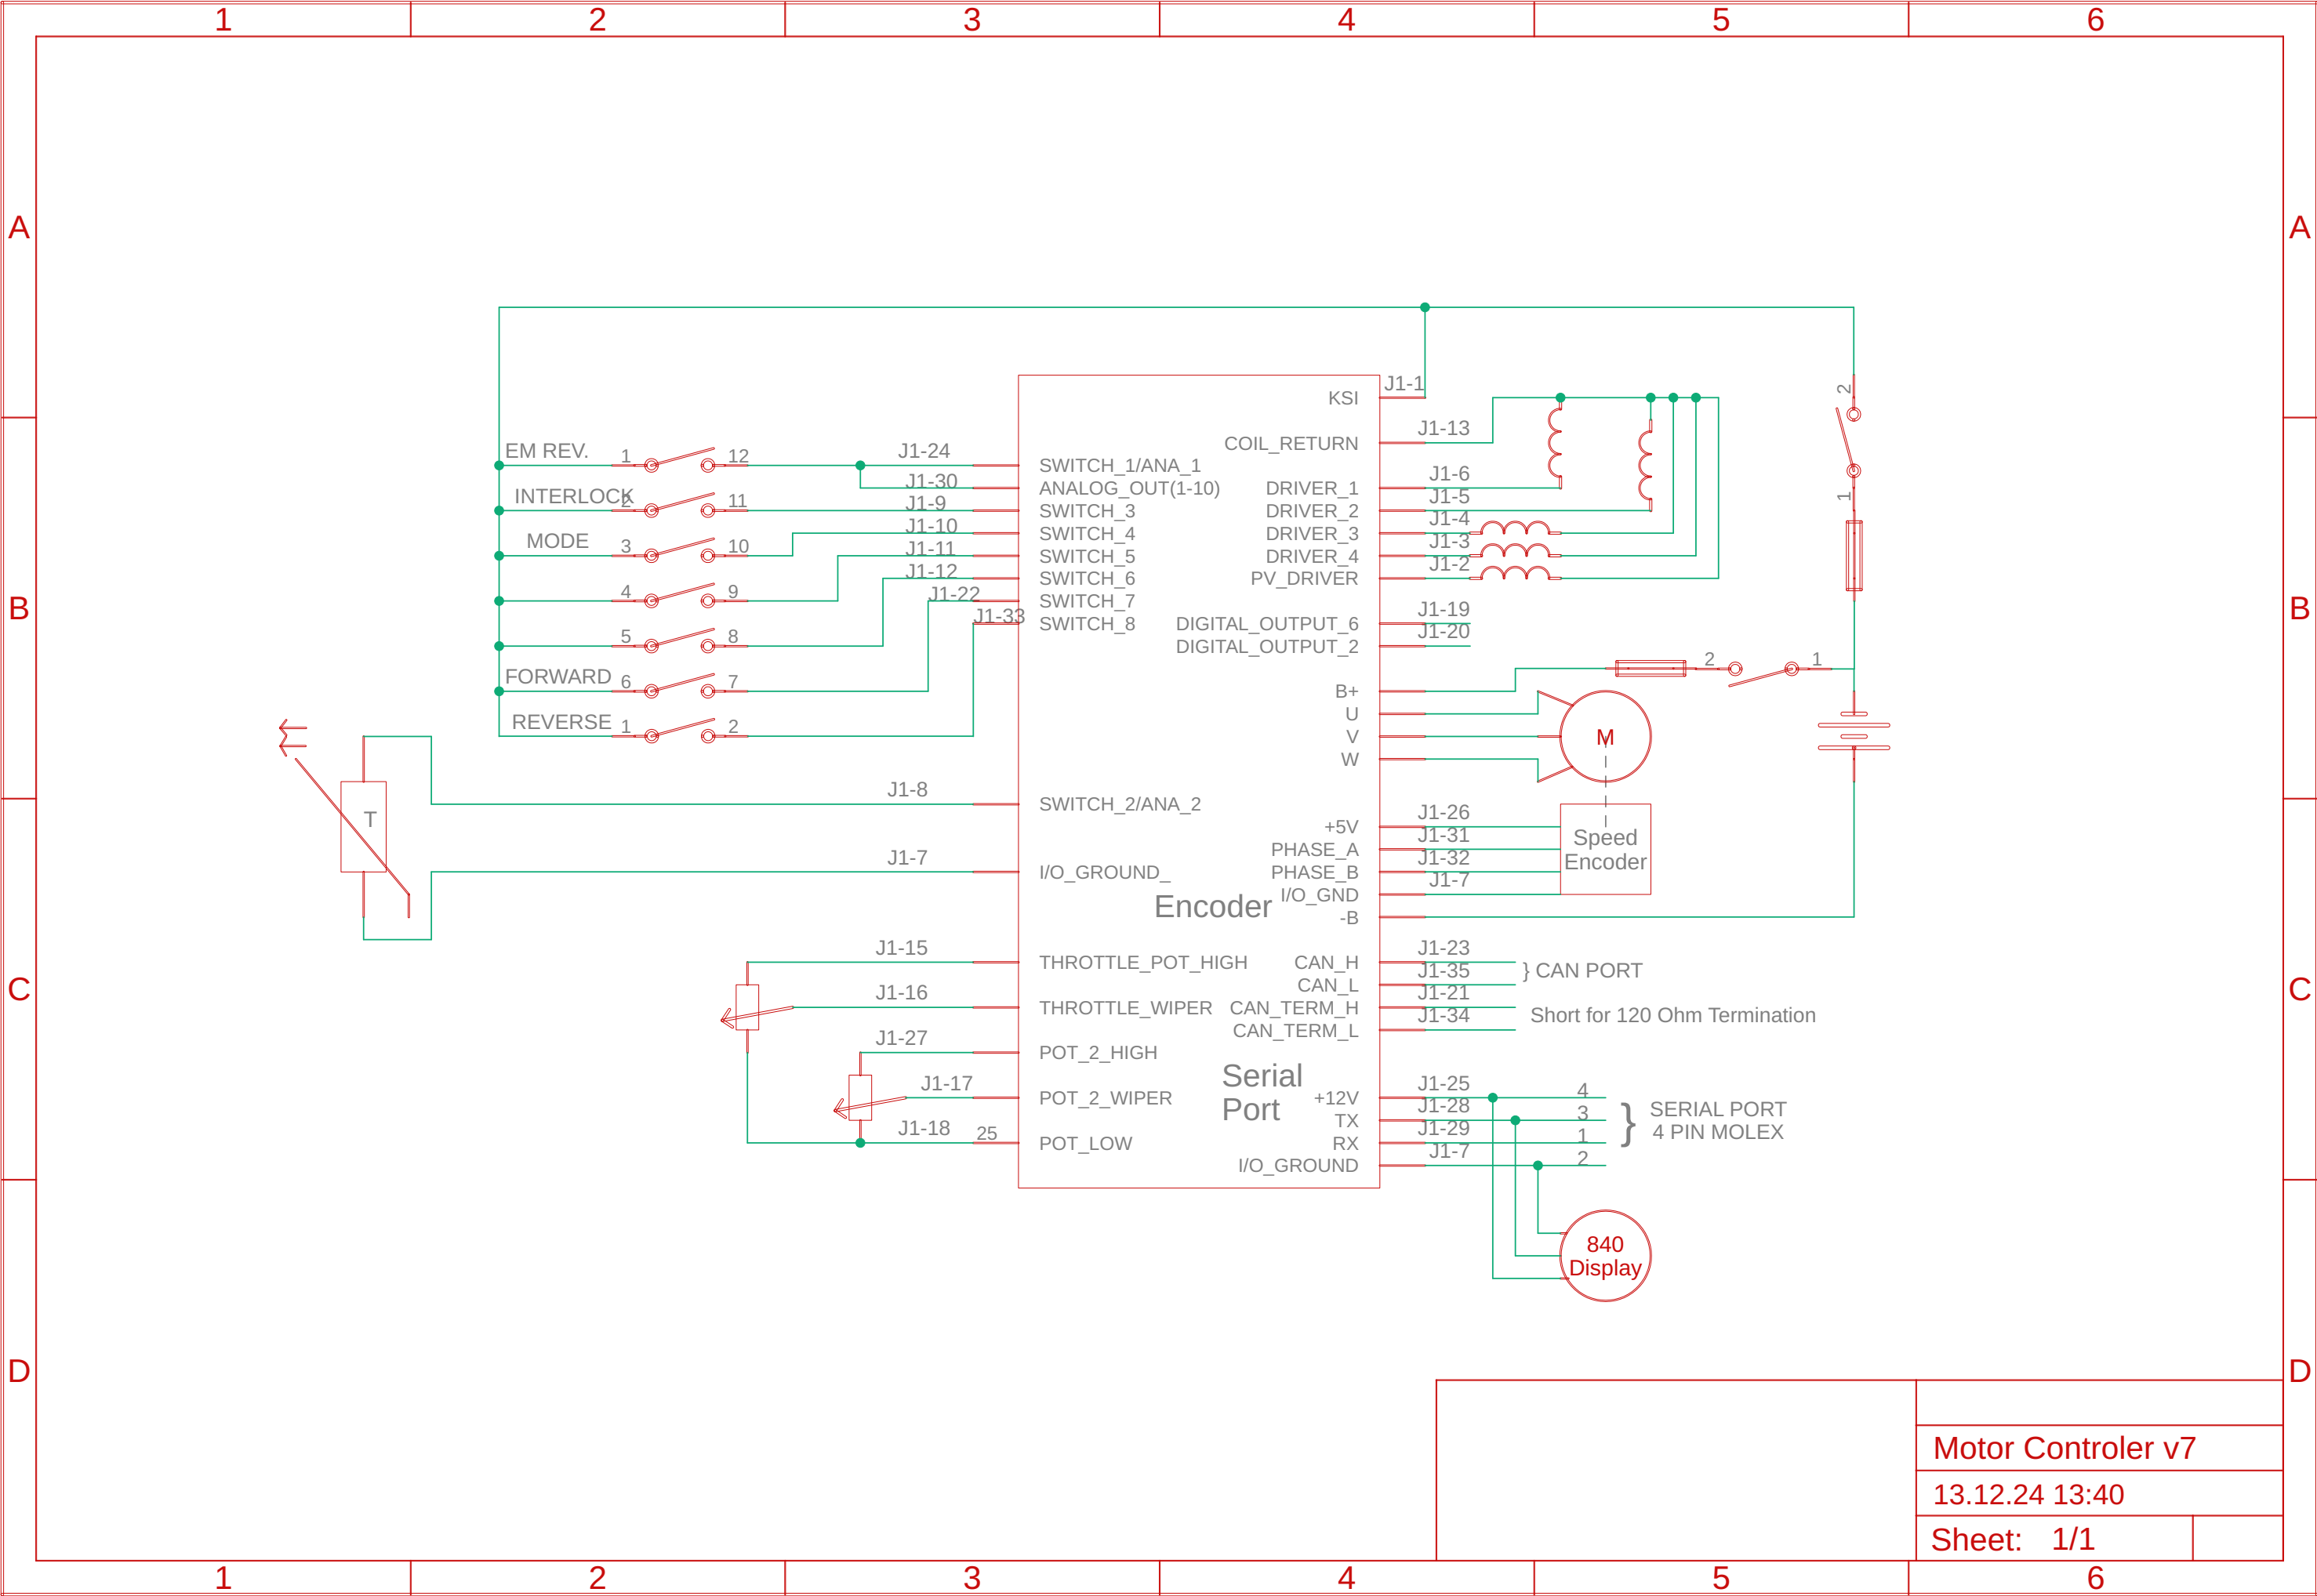 1 2 3 4 5 6
A A
J1-1 KSI 2
J1-13 COIL_RETURN
EM REV. 1 12 J1-24 SWITCH_1/ANA_1
J1-30 ANALOG_OUT(1-10) DRIVER_1 J1-6
INTERLOCK 2 11 J1-9 SWITCH_3 DRIVER_2 J1-5 1
J1-10 SWITCH_4 DRIVER_3 J1-4
MODE 3 10 J1-11 SWITCH_5 DRIVER_4 J1-3
J1-12 SWITCH_6 PV_DRIVER J1-2
4 9 J1-22 SWITCH_7
B B
J1-33 SWITCH_8 DIGITAL_OUTPUT_6 J1-19
5 8 DIGITAL_OUTPUT_2 J1-20
2 1
FORWARD 6 7 B+
U
REVERSE 1 2 V M
W
J1-8 SWITCH_2/ANA_2
T +5V J1-26
PHASE_A J1-31 Speed
J1-7 I/O_GROUND_ PHASE_B J1-32 Encoder
I/O_GND J1-7
Encoder
-B
J1-15 THROTTLE_POT_HIGH CAN_H J1-23
} CAN PORT
CAN_L J1-35
C C
J1-16 THROTTLE_WIPER CAN_TERM_H J1-21
Short for 120 Ohm Termination
CAN_TERM_L J1-34
J1-27 POT_2_HIGH
Serial
Port
J1-17 POT_2_WIPER +12V J1-25 4
TX J1-28 3
} SERIAL PORT
4 PIN MOLEX
J1-18 25 POT_LOW RX J1-29 1
I/O_GROUND J1-7 2
840
Display
D D
Motor Controler v7
13.12.24 13:40
Sheet: 1/1
1 2 3 4 5 6